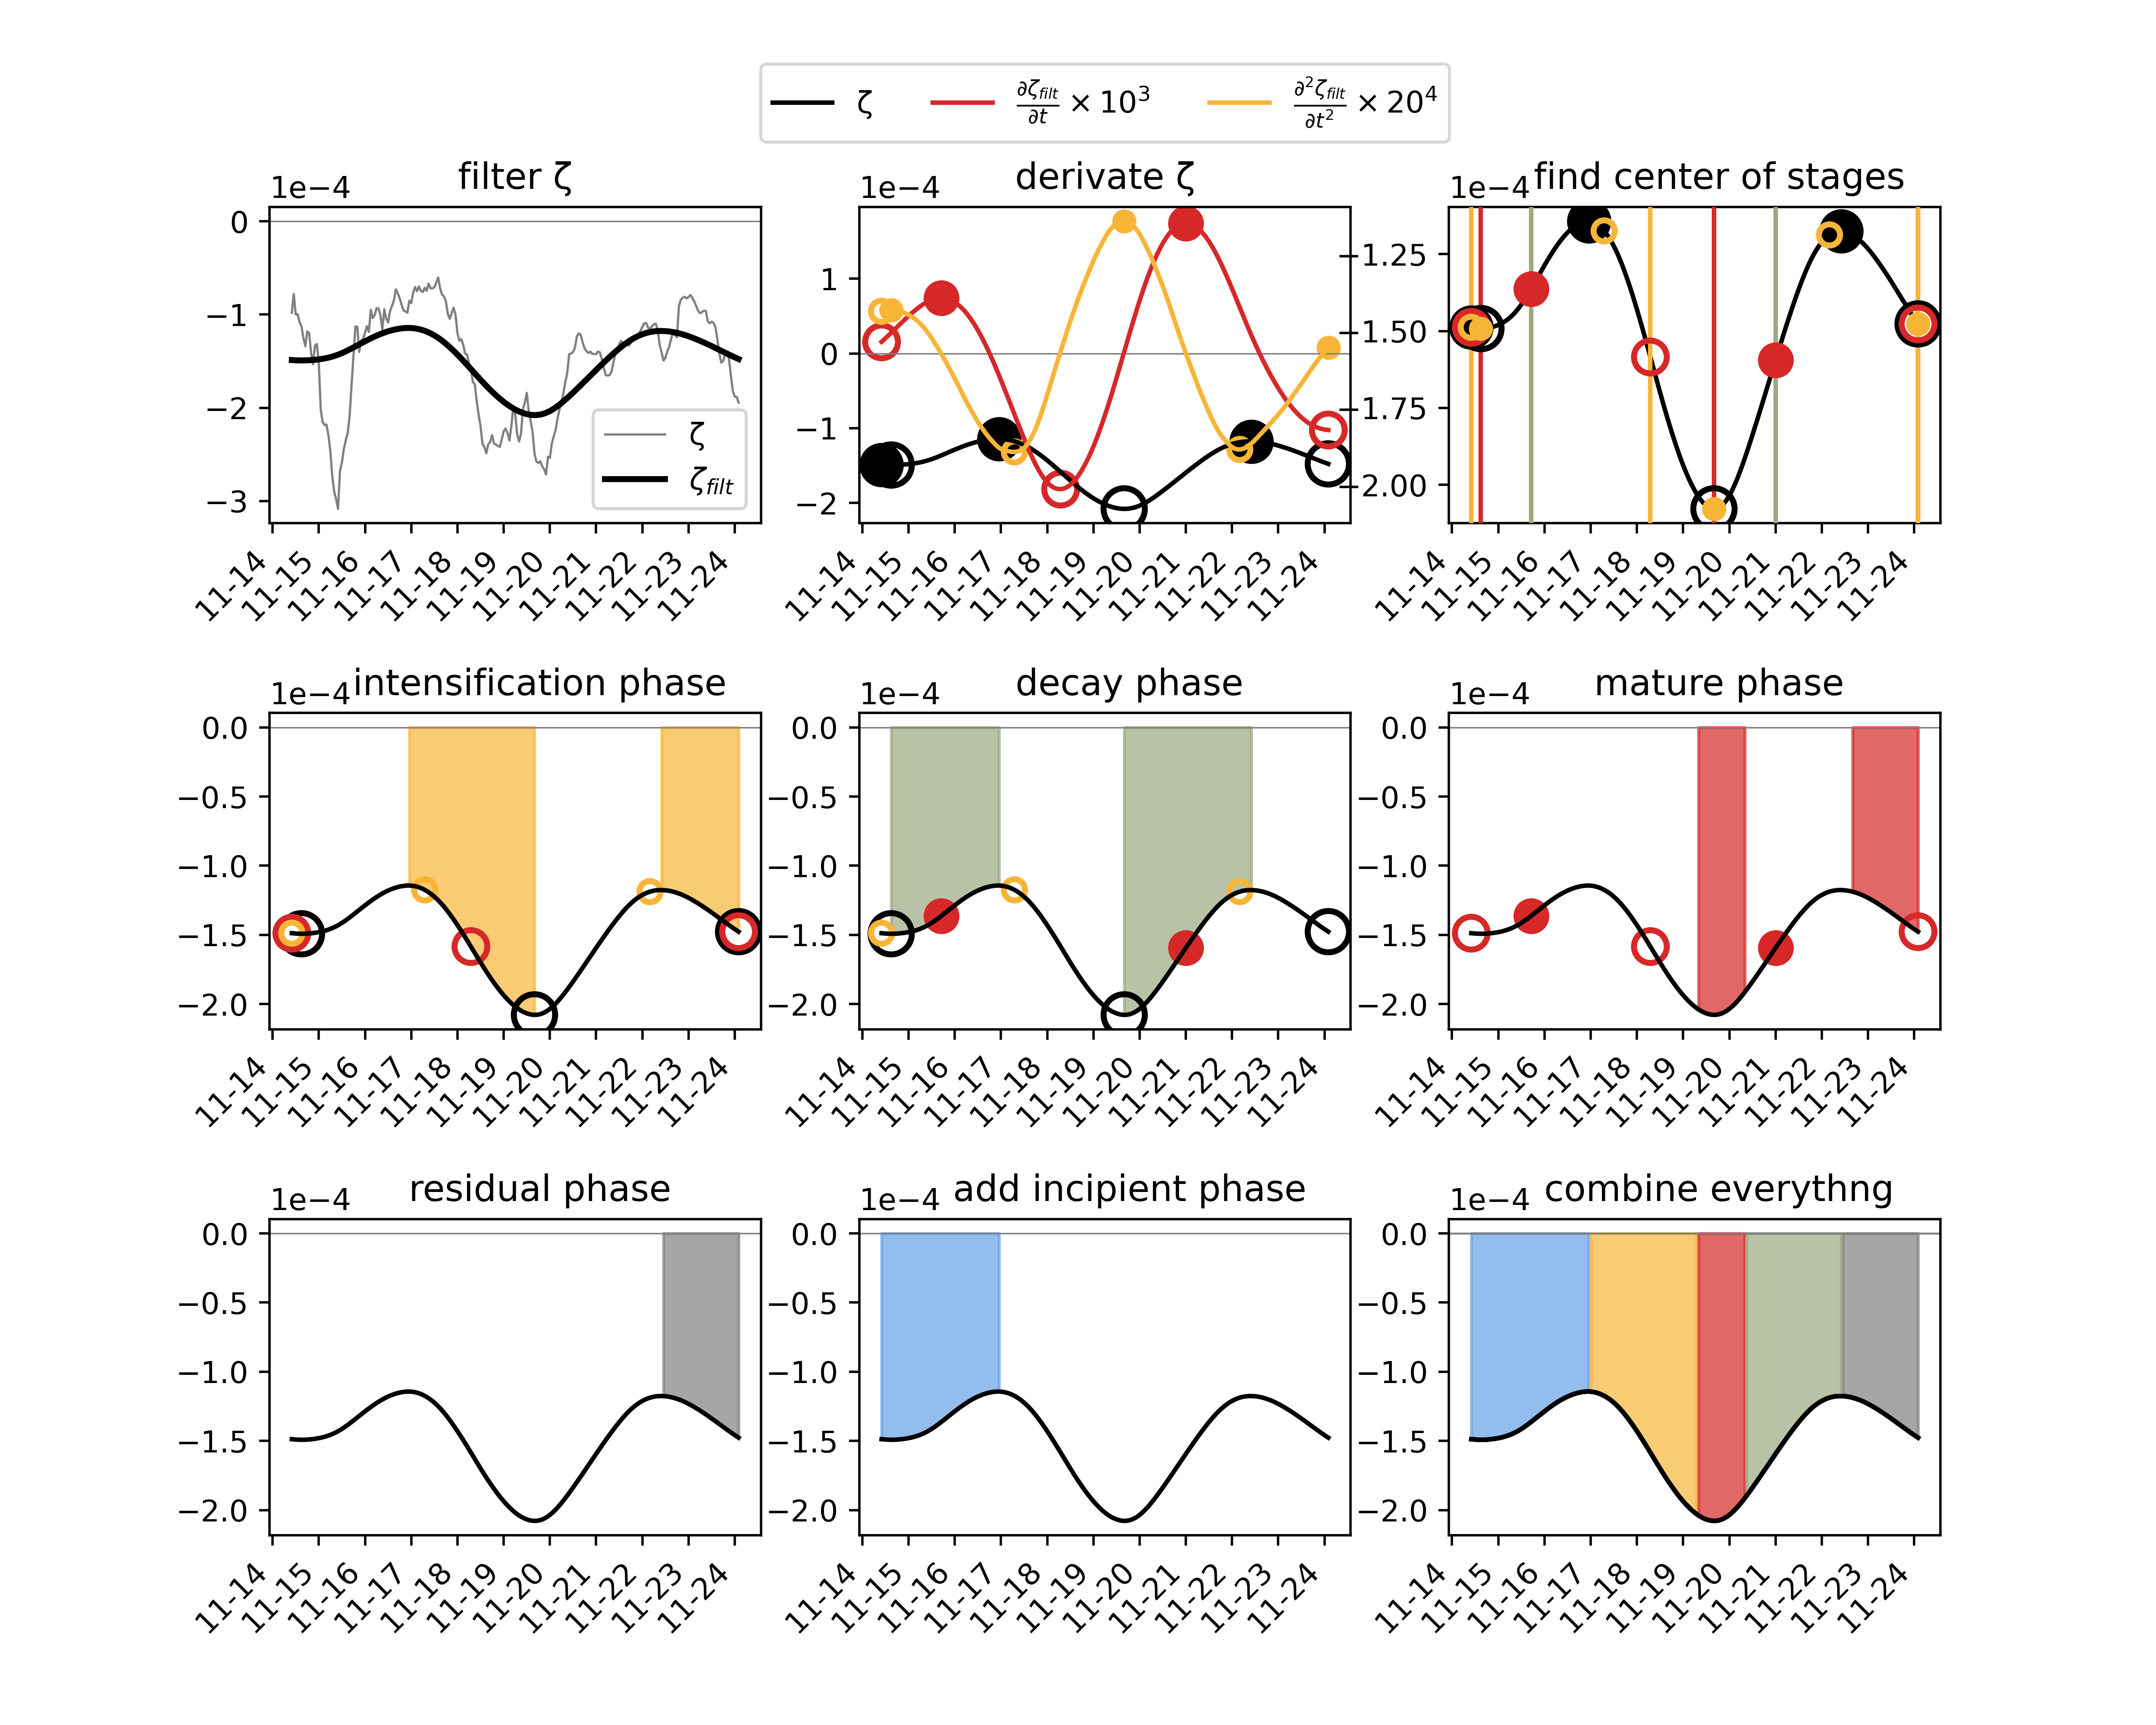 ζ ∂ζfilt/∂t × 10³ ∂²ζfilt/∂t² × 20⁴
filter ζ
1e−4
0
−1
−2
−3
ζ
ζfilt
11-14 11-15 11-16 11-17 11-18 11-19 11-20 11-21 11-22 11-23 11-24
derivate ζ
1e−4
1
0
−1
−2
11-14 11-15 11-16 11-17 11-18 11-19 11-20 11-21 11-22 11-23 11-24
find center of stages
1e−4
−1.25
−1.50
−1.75
−2.00
11-14 11-15 11-16 11-17 11-18 11-19 11-20 11-21 11-22 11-23 11-24
intensification phase
1e−4
0.0
−0.5
−1.0
−1.5
−2.0
11-14 11-15 11-16 11-17 11-18 11-19 11-20 11-21 11-22 11-23 11-24
decay phase
1e−4
0.0
−0.5
−1.0
−1.5
−2.0
11-14 11-15 11-16 11-17 11-18 11-19 11-20 11-21 11-22 11-23 11-24
mature phase
1e−4
0.0
−0.5
−1.0
−1.5
−2.0
11-14 11-15 11-16 11-17 11-18 11-19 11-20 11-21 11-22 11-23 11-24
residual phase
1e−4
0.0
−0.5
−1.0
−1.5
−2.0
11-14 11-15 11-16 11-17 11-18 11-19 11-20 11-21 11-22 11-23 11-24
add incipient phase
1e−4
0.0
−0.5
−1.0
−1.5
−2.0
11-14 11-15 11-16 11-17 11-18 11-19 11-20 11-21 11-22 11-23 11-24
combine everythng
1e−4
0.0
−0.5
−1.0
−1.5
−2.0
11-14 11-15 11-16 11-17 11-18 11-19 11-20 11-21 11-22 11-23 11-24